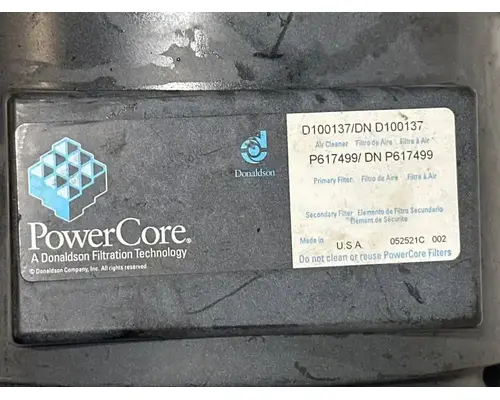 PowerCore®
A Donaldson Filtration Technology
© Donaldson Company, Inc. All rights reserved.
Donaldson
D100137/DN D100137
Air Cleaner Filtro de Aire Filtre à Air
P617499/ DN P617499
Primary Filter Filtro de Aire Filtre à Air
Secondary Filter Elemento de Filtro Secundario
Élément de Sécurité
Made in U.S.A. 052521C 002
Do not clean or reuse PowerCore Filters